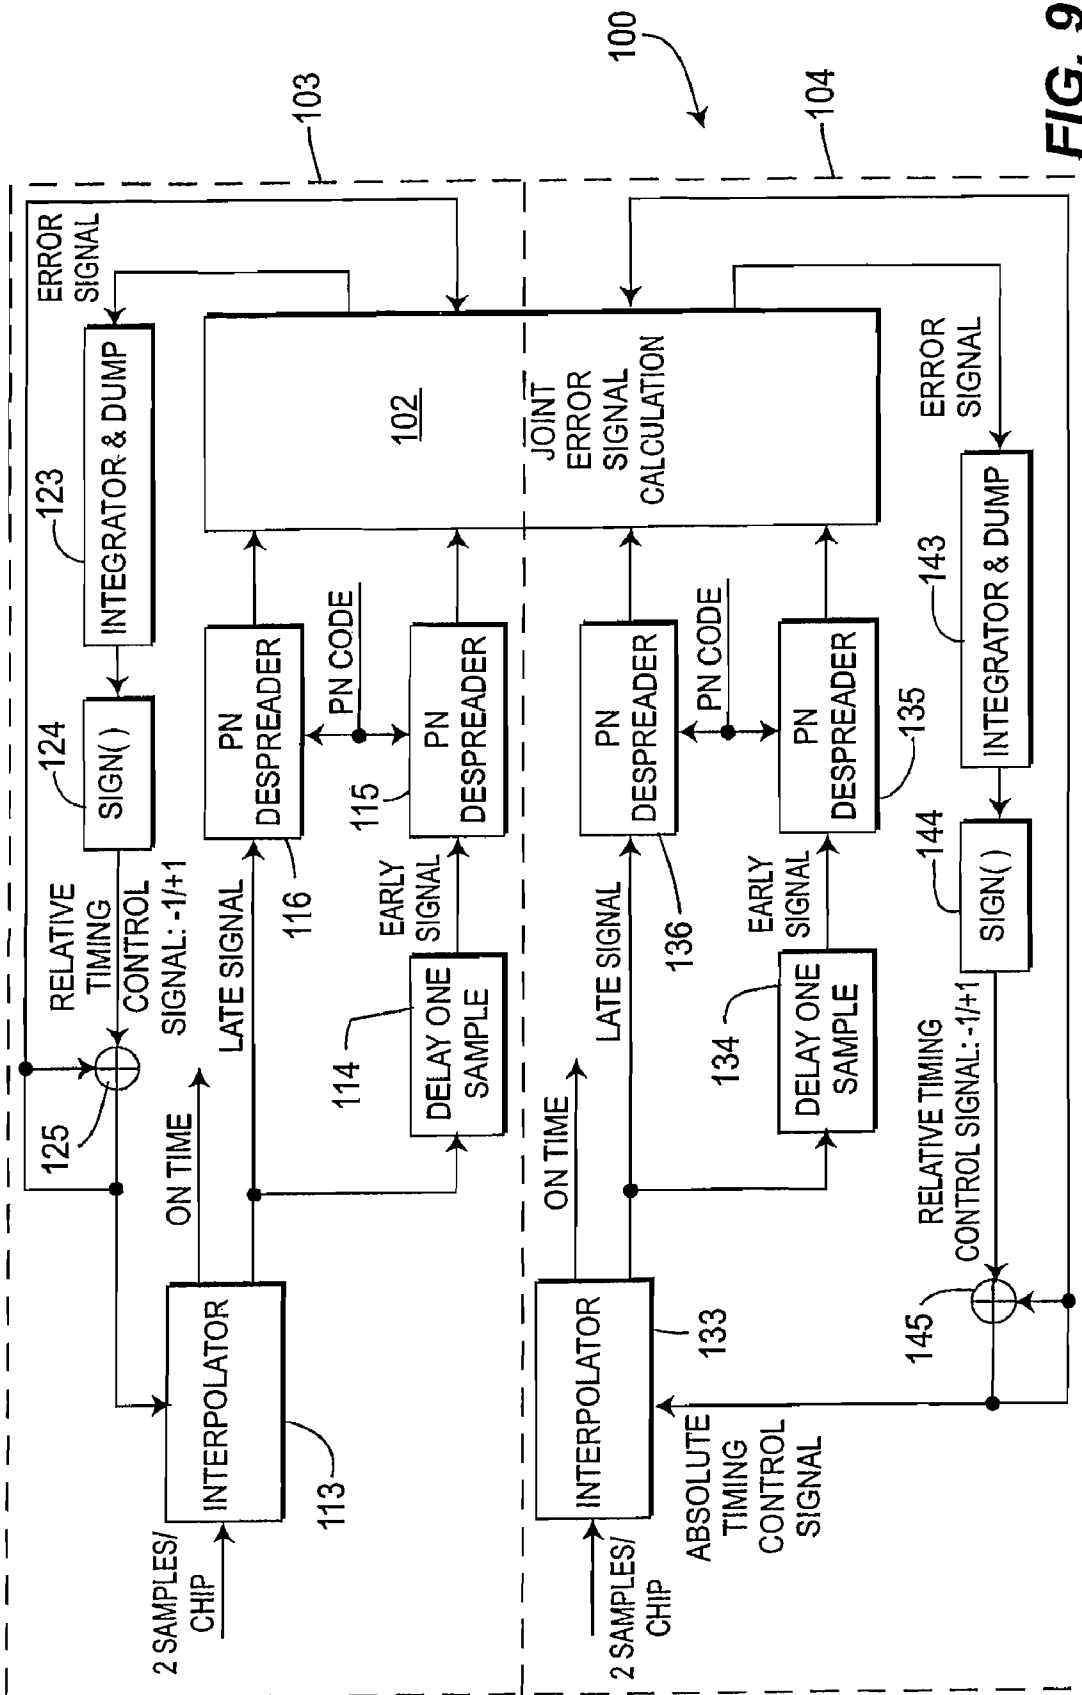 ERROR
SIGNAL
103
100
123
INTEGRATOR & DUMP
124
SIGN( )
RELATIVE
TIMING
CONTROL
SIGNAL: -1/+1
125
ON TIME
LATE SIGNAL
116
PN
DESPREADER
PN CODE
115
PN
DESPREADER
EARLY
SIGNAL
114
DELAY ONE
SAMPLE
INTERPOLATOR
113
2 SAMPLES/
CHIP
102
JOINT
ERROR
SIGNAL
CALCULATION
104
ON TIME
LATE SIGNAL
136
PN
DESPREADER
PN CODE
135
PN
DESPREADER
EARLY
SIGNAL
134
DELAY ONE
SAMPLE
INTERPOLATOR
133
2 SAMPLES/
CHIP
ABSOLUTE
TIMING
CONTROL
SIGNAL
ERROR
SIGNAL
143
INTEGRATOR & DUMP
144
SIGN( )
RELATIVE TIMING
CONTROL SIGNAL: -1/+1
145
FIG. 9